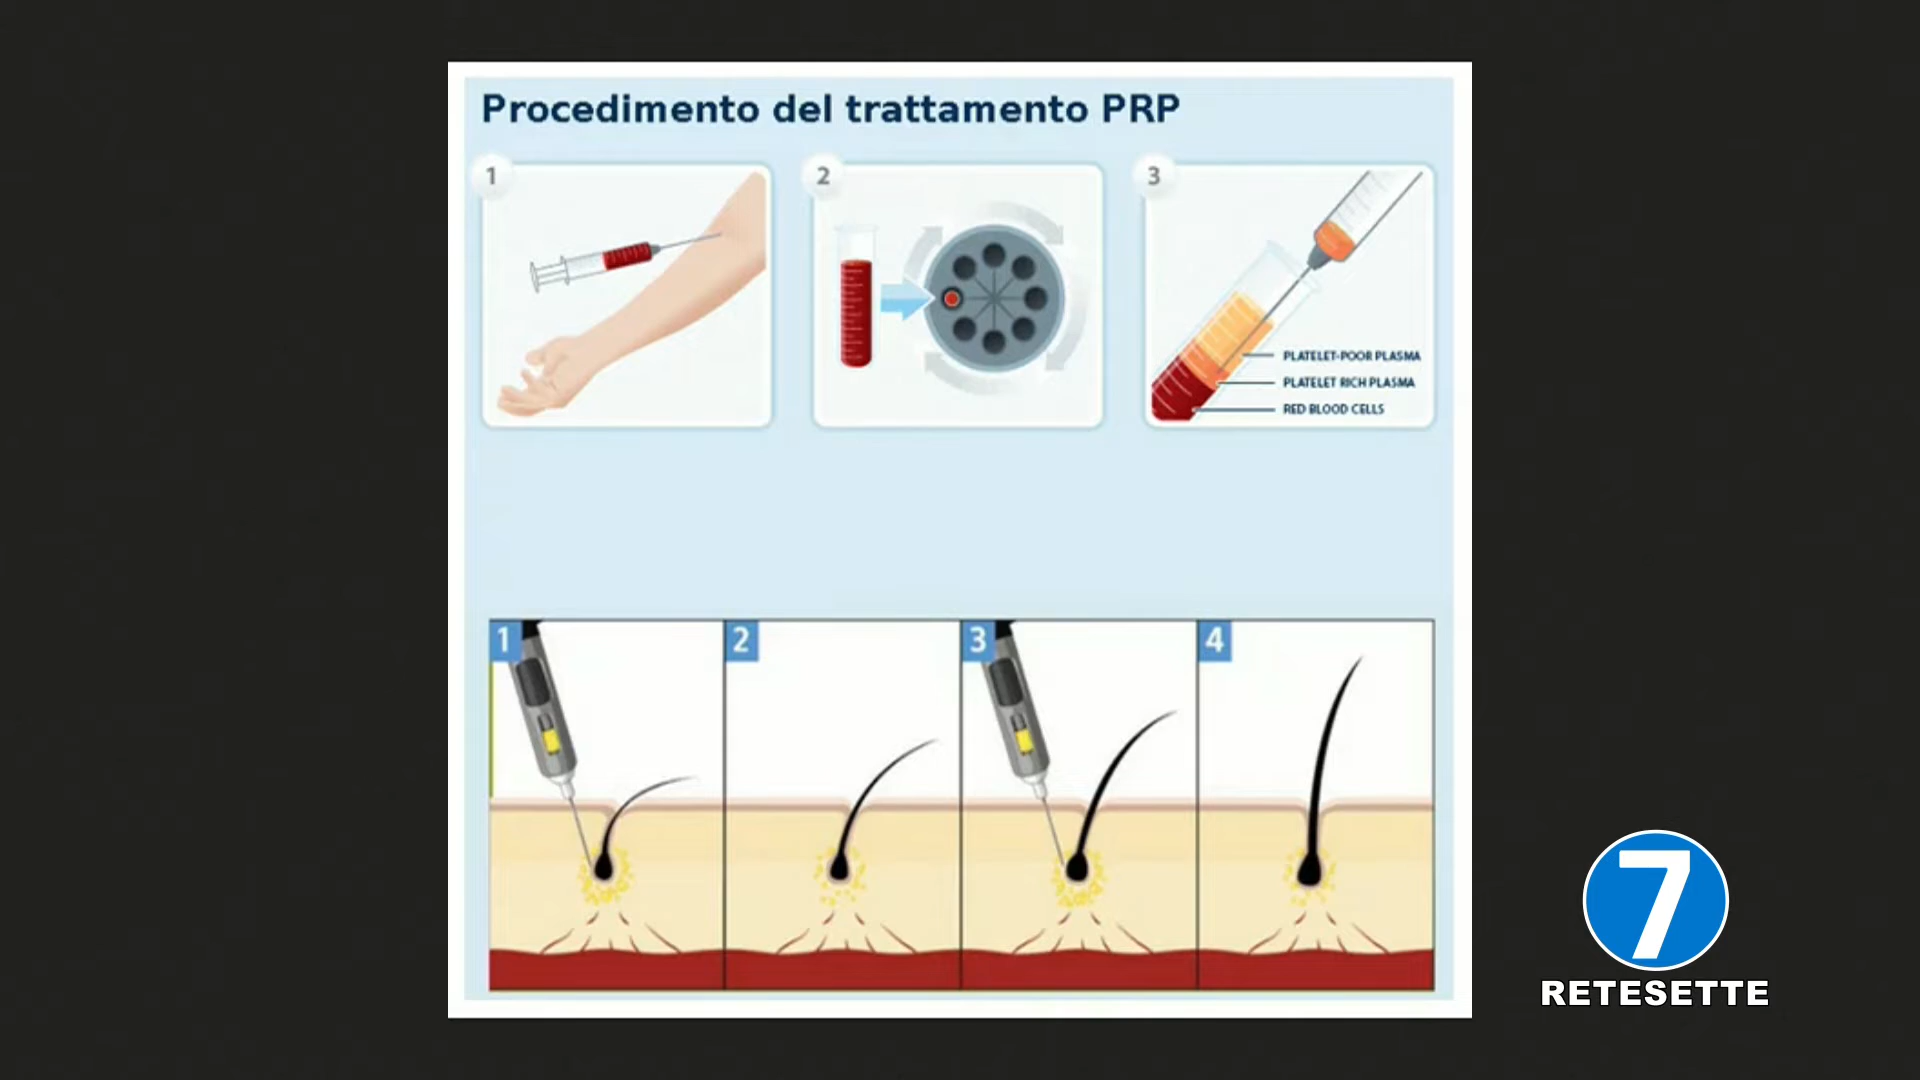 Procedimento del trattamento PRP
1
2
3
PLATELET-POOR PLASMA
PLATELET RICH PLASMA
RED BLOOD CELLS
1
2
3
4
7
RETESETTE